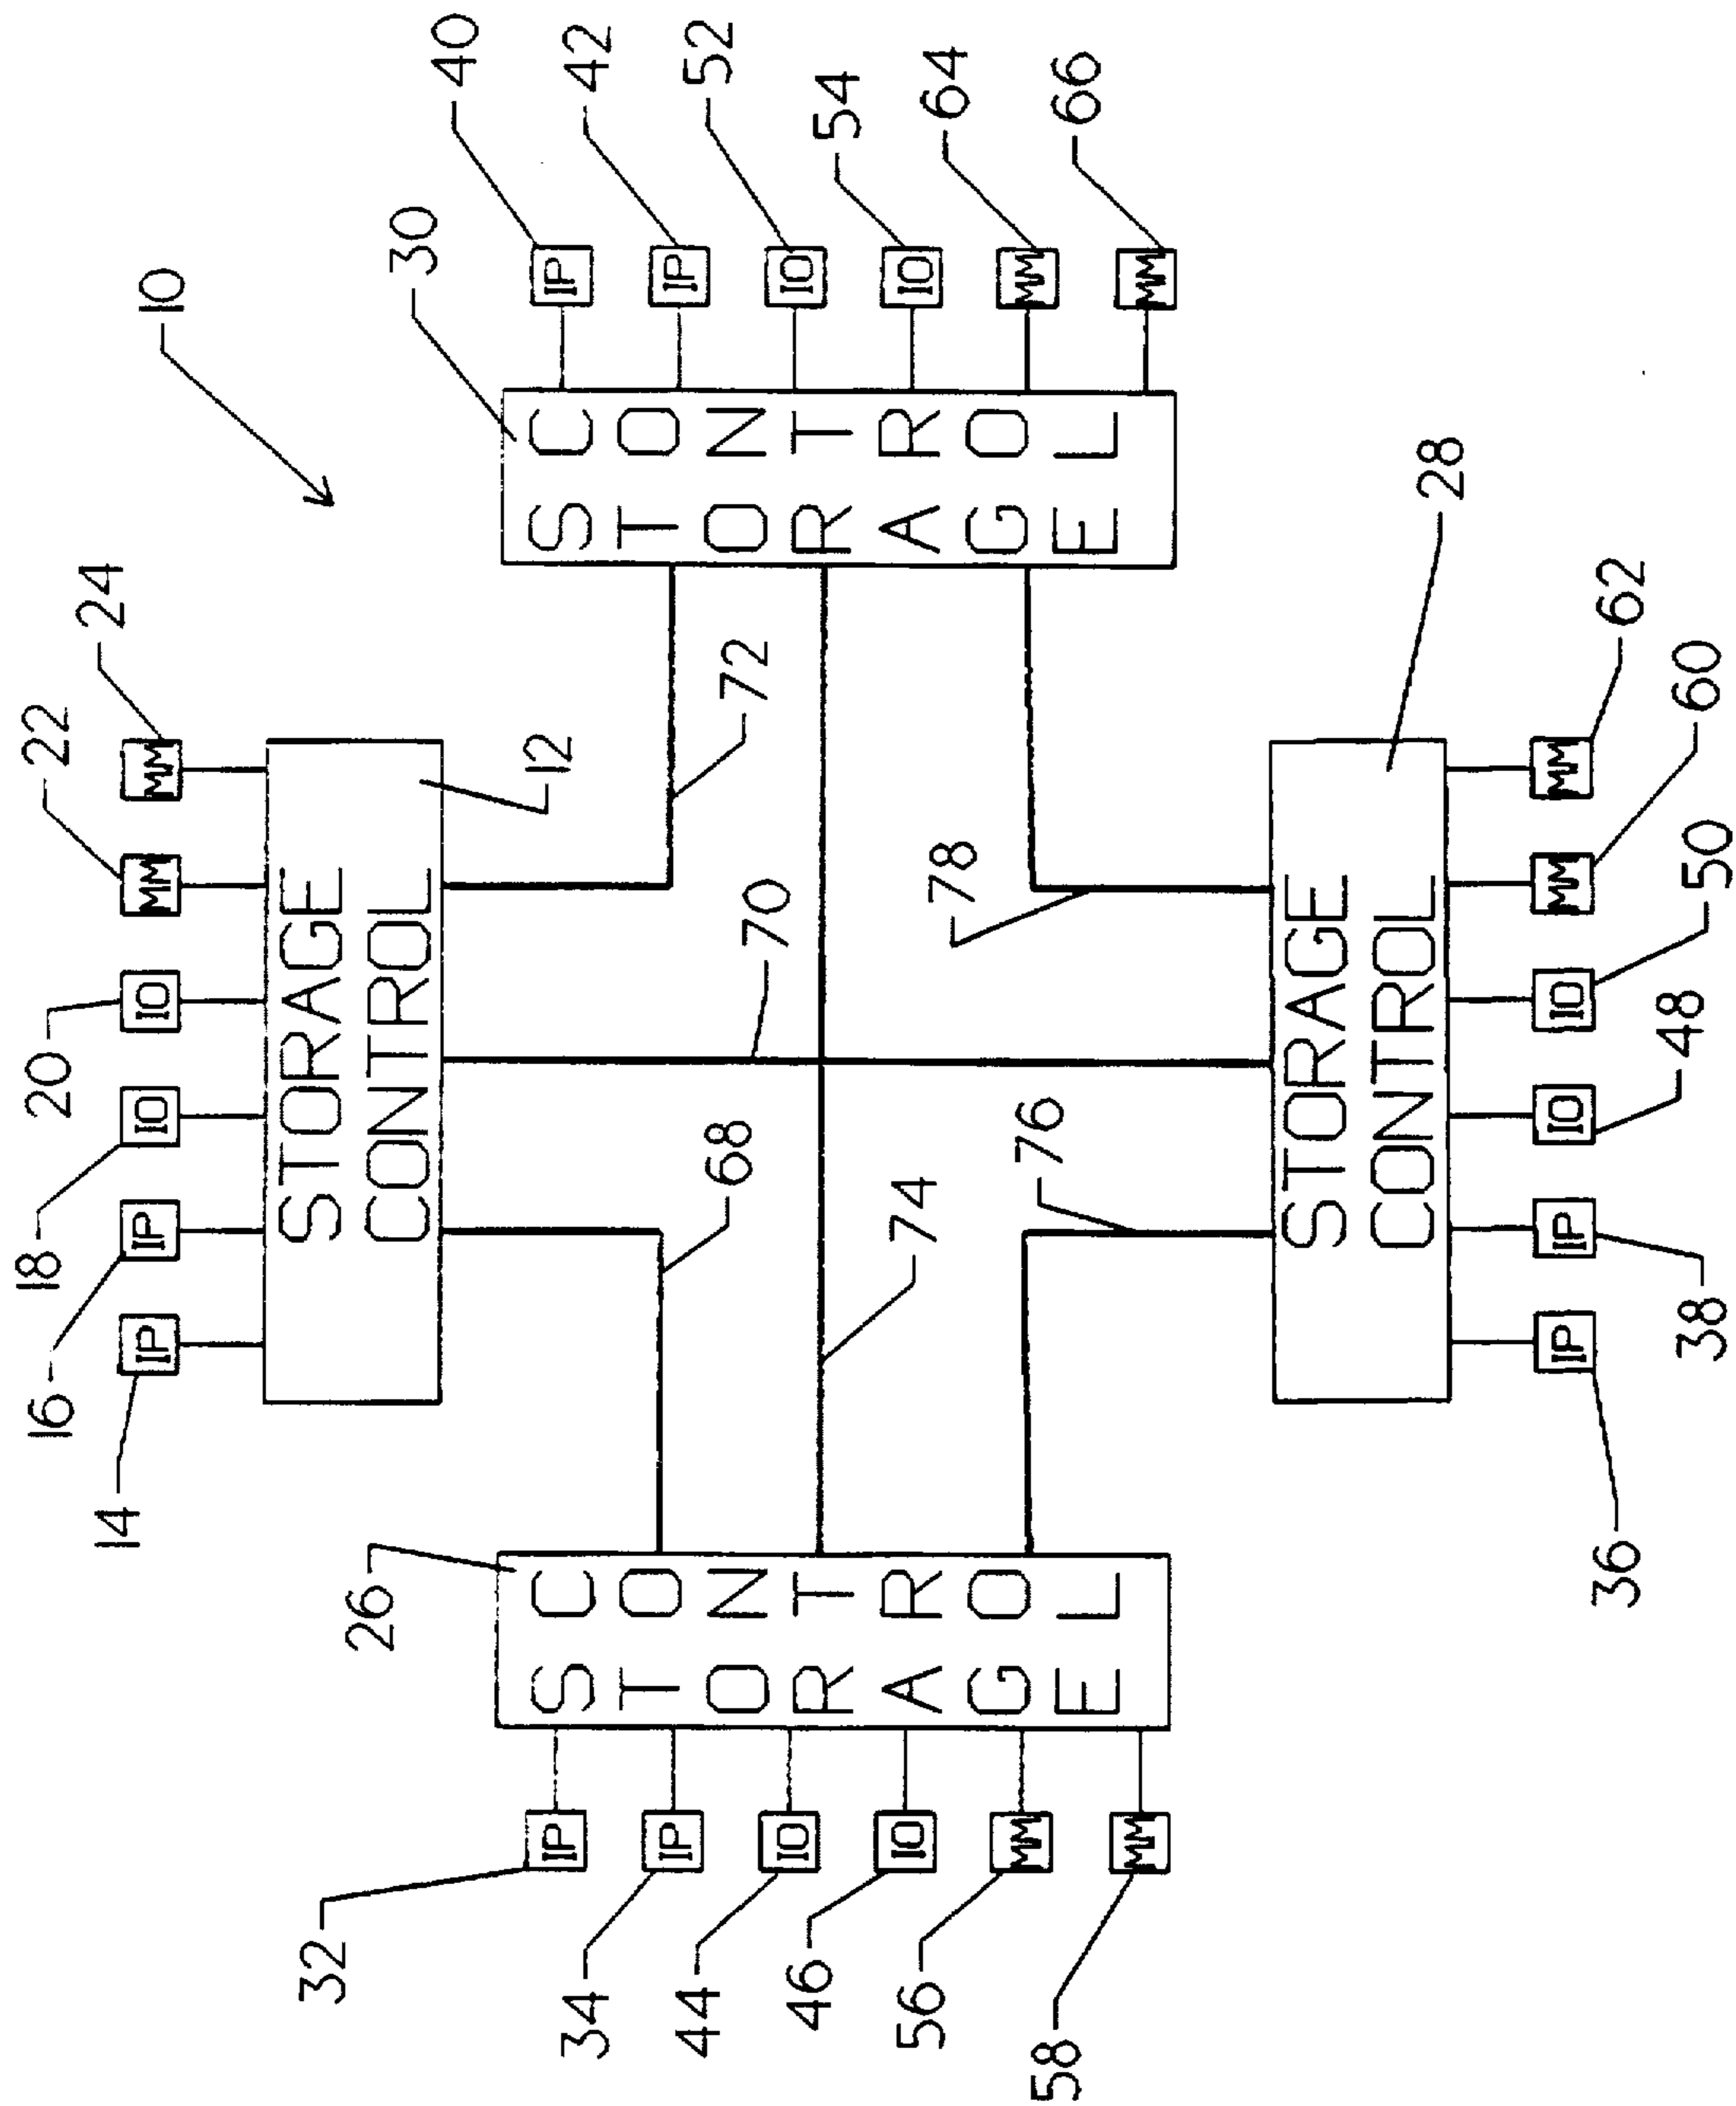 14
16
18
20
22
24
IP
IP
IO
IO
MM
MM
10
STORAGE
CONTROL
12
26
STORAGE
CONTROL
32
IP
34
IP
44
IO
46
IO
56
MM
58
MM
30
STORAGE
CONTROL
IP
40
IP
42
IO
52
IO
54
MM
64
MM
66
68
70
72
74
76
78
STORAGE
CONTROL
28
IP
IP
IO
IO
MM
MM
36
38
48
50
60
62